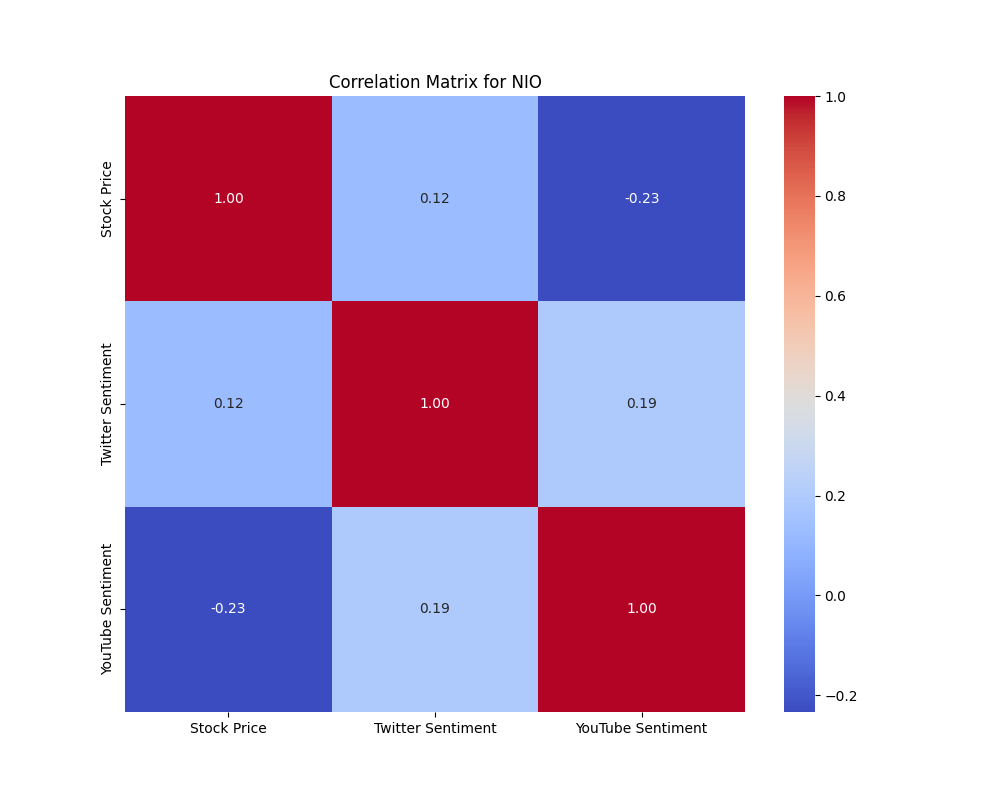 Correlation Matrix for NIO
Stock Price
1.00
0.12
-0.23
Twitter Sentiment
0.12
1.00
0.19
YouTube Sentiment
-0.23
0.19
1.00
Stock Price
Twitter Sentiment
YouTube Sentiment
1.0
0.8
0.6
0.4
0.2
0.0
−0.2